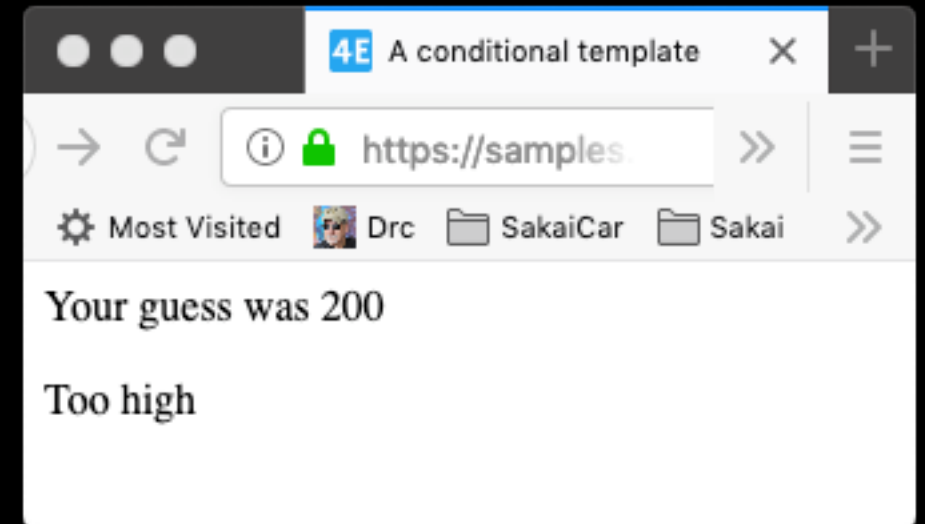 4E A conditional template
https://samples.
Most Visited Drc SakaiCar Sakai
Your guess was 200
Too high